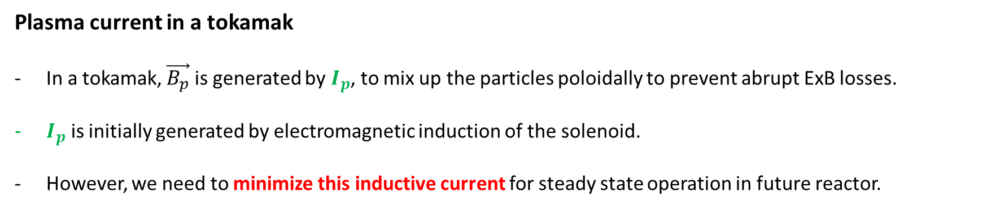 Plasma current in a tokamak
- In a tokamak, $\overrightarrow{B_p}$ is generated by $I_p$, to mix up the particles poloidally to prevent abrupt ExB losses.
- $I_p$ is initially generated by electromagnetic induction of the solenoid.
- However, we need to minimize this inductive current for steady state operation in future reactor.